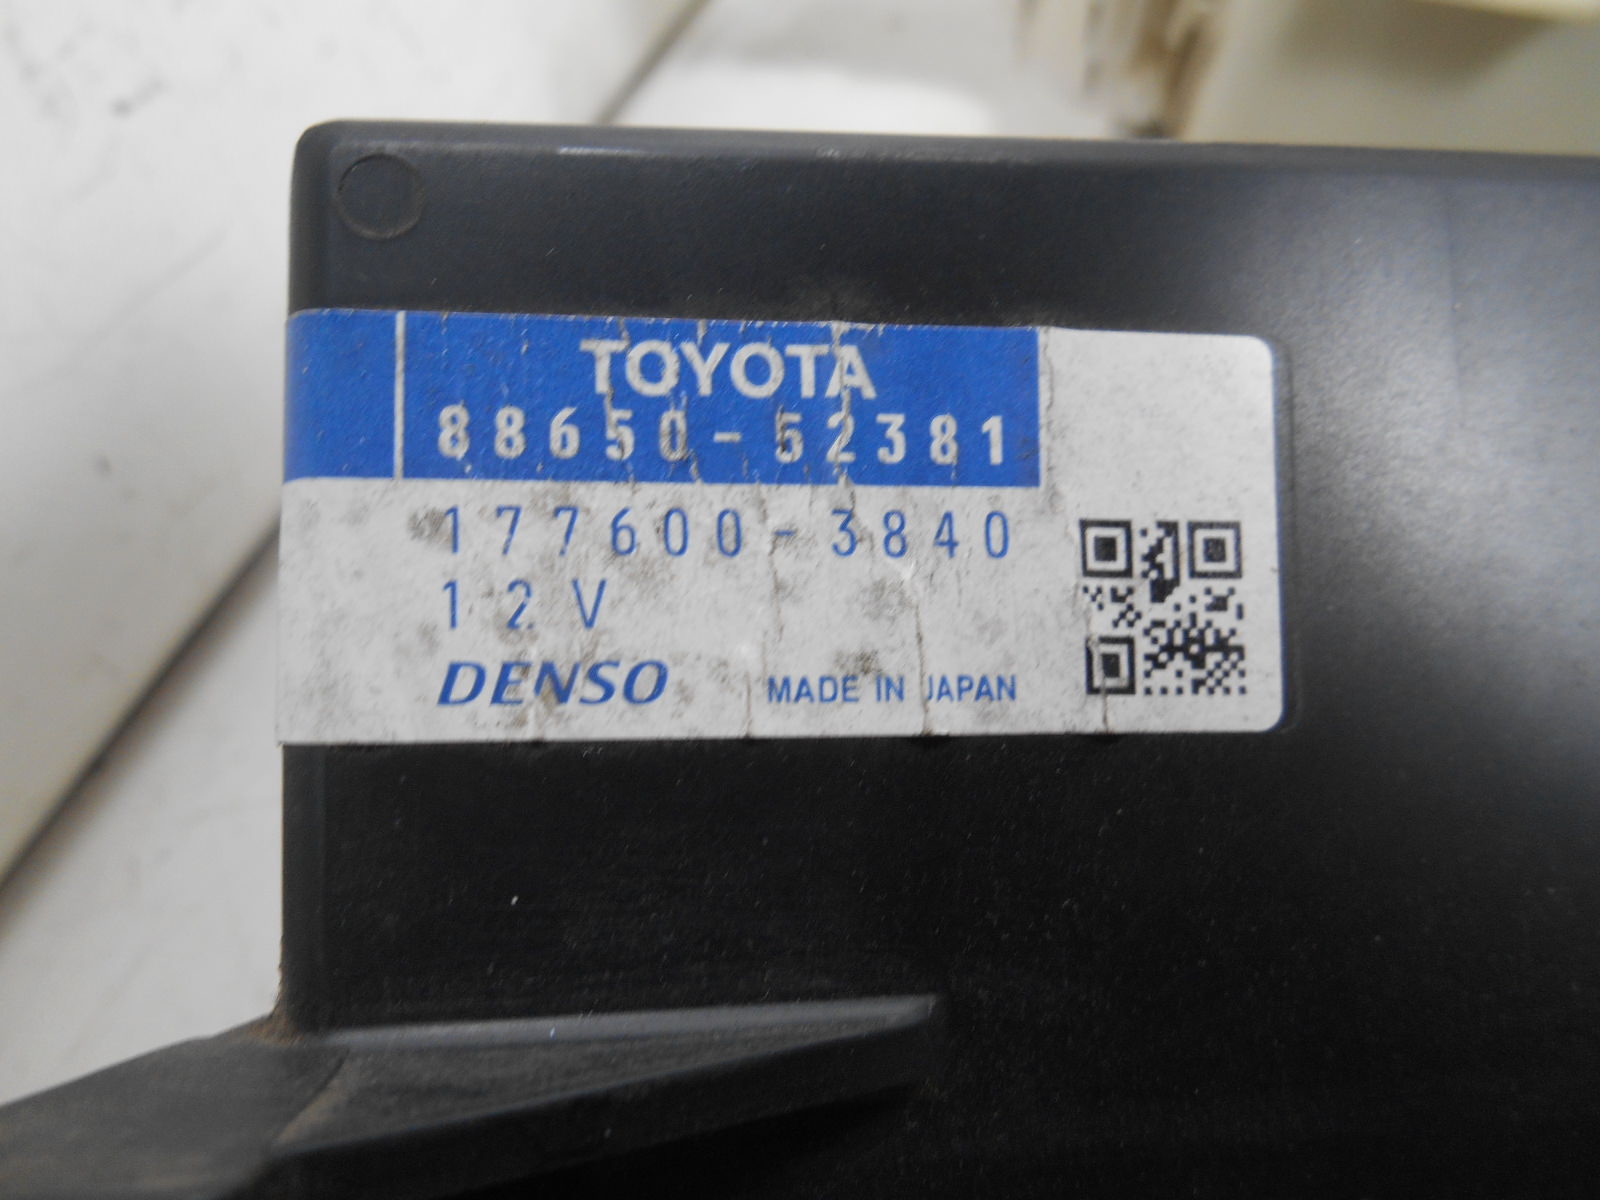 TOYOTA
88650-52381
177600-3840
12V
DENSO MADE IN JAPAN